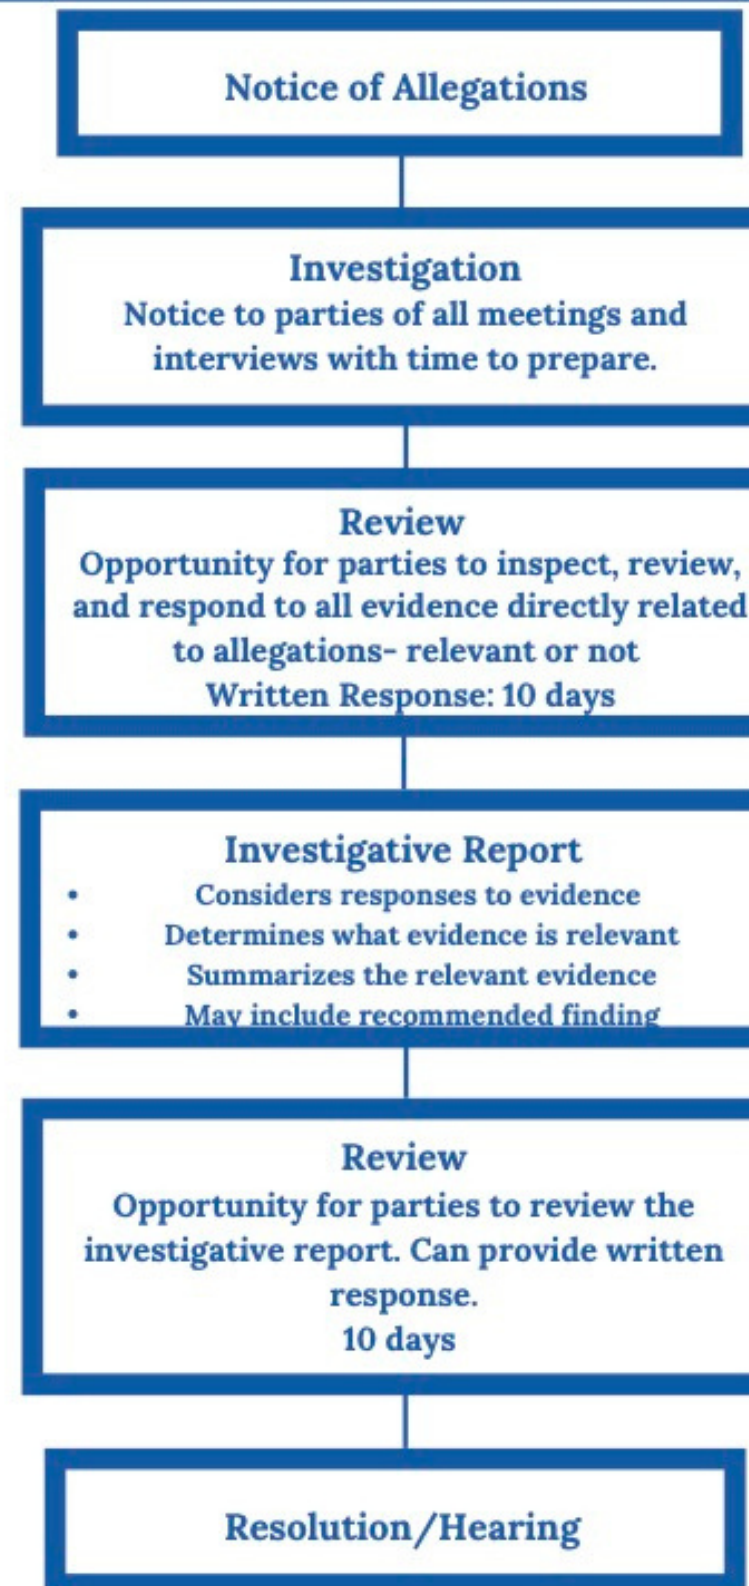 Notice of Allegations
Investigation
Notice to parties of all meetings and
interviews with time to prepare.
Review
Opportunity for parties to inspect, review,
and respond to all evidence directly related
to allegations- relevant or not
Written Response: 10 days
Investigative Report
• Considers responses to evidence
• Determines what evidence is relevant
• Summarizes the relevant evidence
• May include recommended finding
Review
Opportunity for parties to review the
investigative report. Can provide written
response.
10 days
Resolution/Hearing